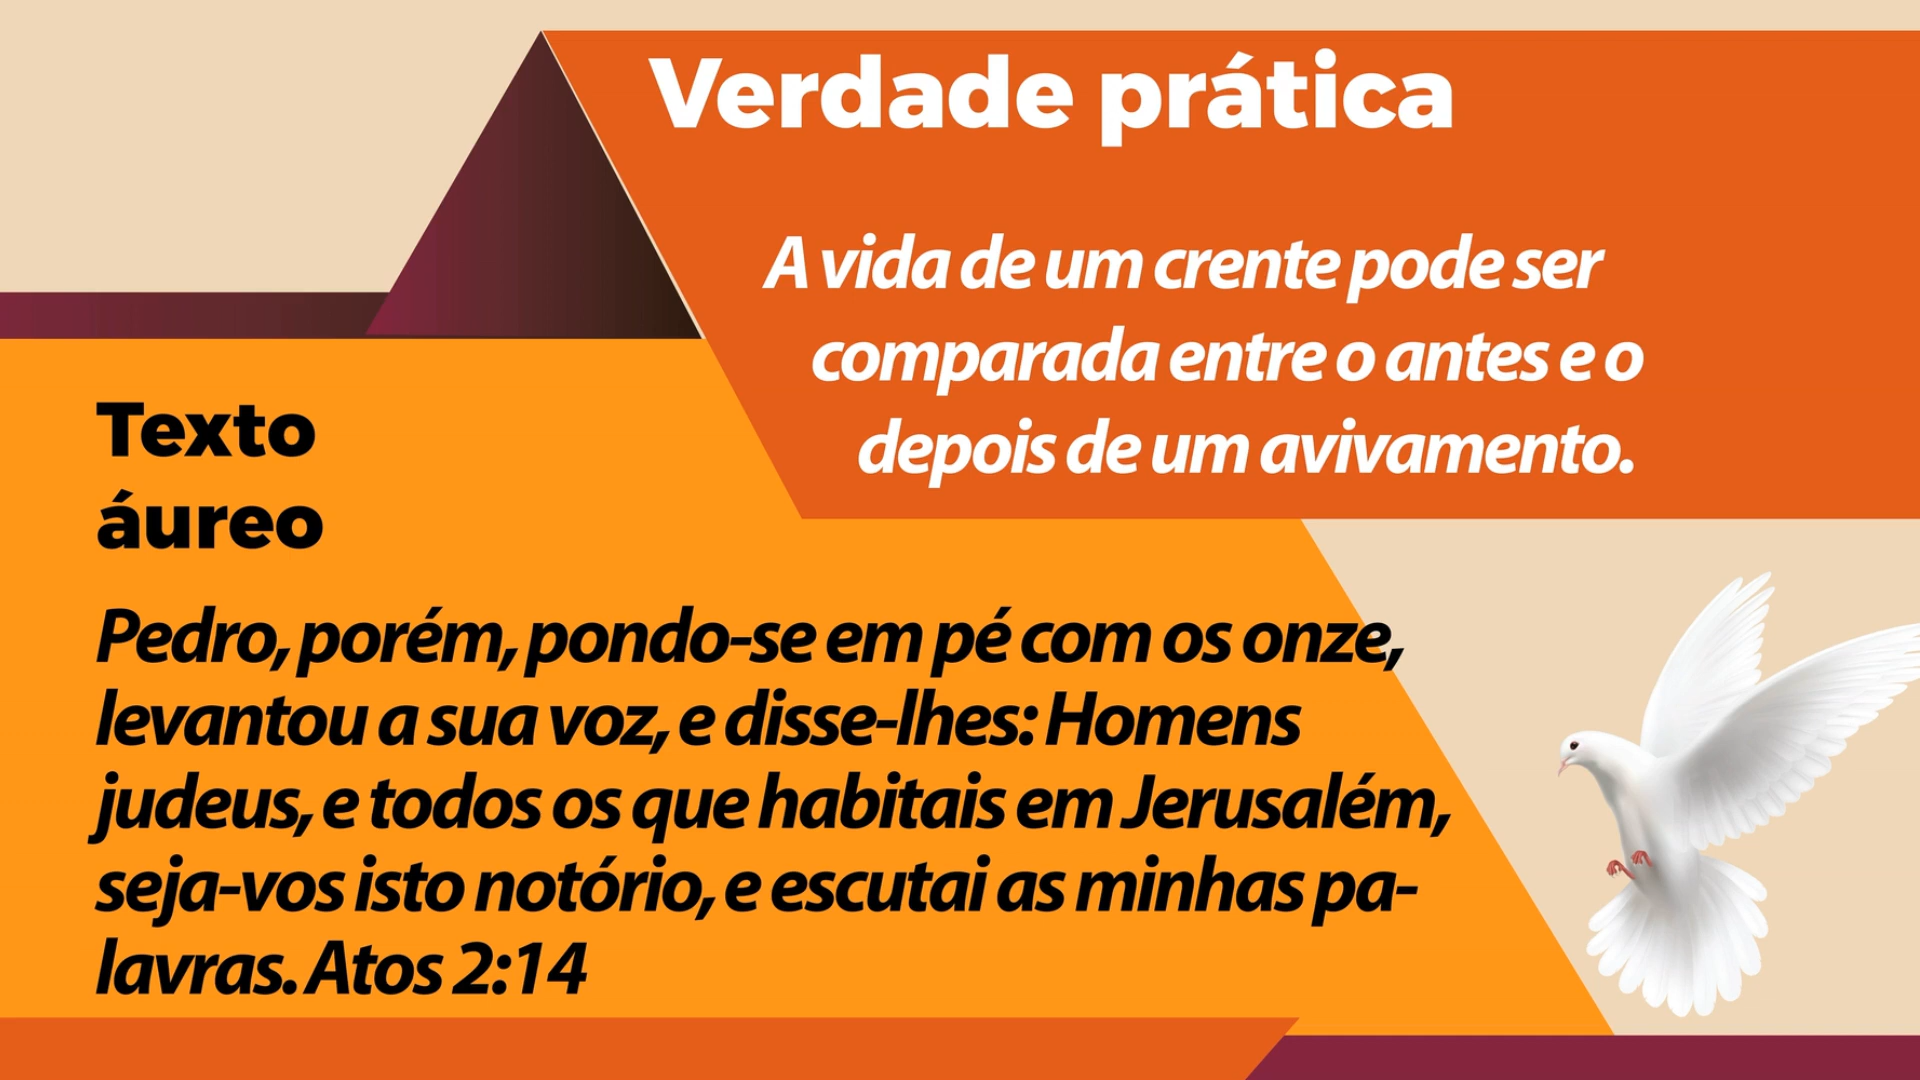 Verdade prática
A vida de um crente pode ser
comparada entre o antes e o
depois de um avivamento.
Texto
áureo
Pedro, porém, pondo-se em pé com os onze,
levantou a sua voz, e disse-lhes: Homens
judeus, e todos os que habitais em Jerusalém,
seja-vos isto notório, e escutai as minhas pa-
lavras. Atos 2:14